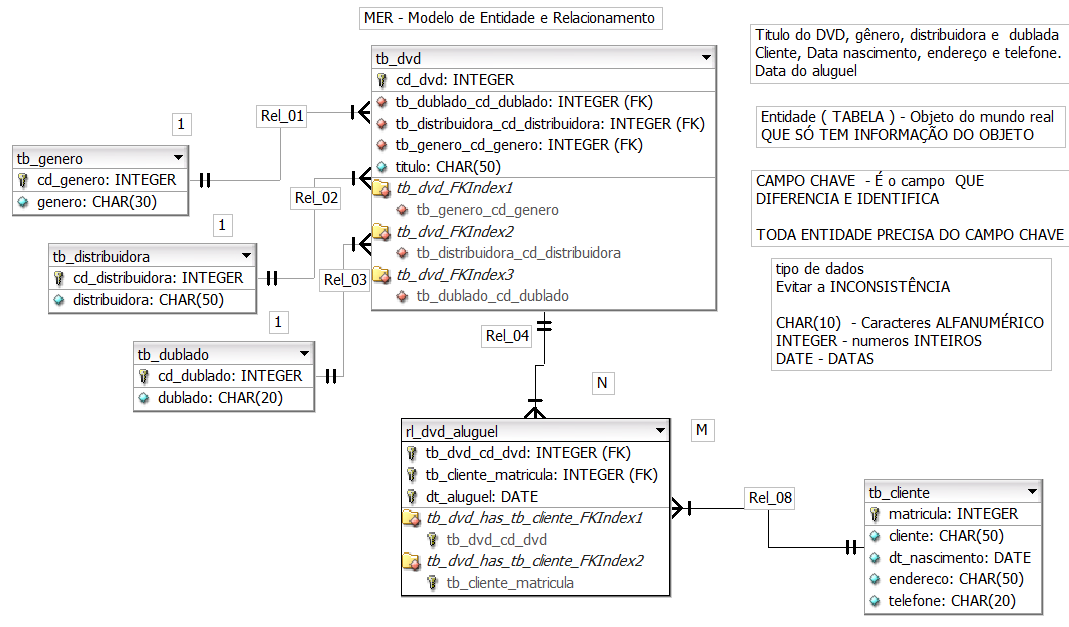 MER - Modelo de Entidade e Relacionamento
Titulo do DVD, gênero, distribuidora e dublada
Cliente, Data nascimento, endereço e telefone.
Data do aluguel
Entidade ( TABELA ) - Objeto do mundo real
QUE SÓ TEM INFORMAÇÃO DO OBJETO
CAMPO CHAVE - É o campo QUE
DIFERENCIA E IDENTIFICA
TODA ENTIDADE PRECISA DO CAMPO CHAVE
tipo de dados
Evitar a INCONSISTÊNCIA
CHAR(10) - Caracteres ALFANUMÉRICO
INTEGER - numeros INTEIROS
DATE - DATAS
tb_dvd
cd_dvd: INTEGER
tb_dublado_cd_dublado: INTEGER (FK)
tb_distribuidora_cd_distribuidora: INTEGER (FK)
tb_genero_cd_genero: INTEGER (FK)
titulo: CHAR(50)
tb_dvd_FKIndex1
tb_genero_cd_genero
tb_dvd_FKIndex2
tb_distribuidora_cd_distribuidora
tb_dvd_FKIndex3
tb_dublado_cd_dublado
Rel_01
1
tb_genero
cd_genero: INTEGER
genero: CHAR(30)
Rel_02
1
tb_distribuidora
cd_distribuidora: INTEGER
distribuidora: CHAR(50)
Rel_03
1
tb_dublado
cd_dublado: INTEGER
dublado: CHAR(20)
Rel_04
N
M
rl_dvd_aluguel
tb_dvd_cd_dvd: INTEGER (FK)
tb_cliente_matricula: INTEGER (FK)
dt_aluguel: DATE
tb_dvd_has_tb_cliente_FKIndex1
tb_dvd_cd_dvd
tb_dvd_has_tb_cliente_FKIndex2
tb_cliente_matricula
Rel_08
tb_cliente
matricula: INTEGER
cliente: CHAR(50)
dt_nascimento: DATE
endereco: CHAR(50)
telefone: CHAR(20)